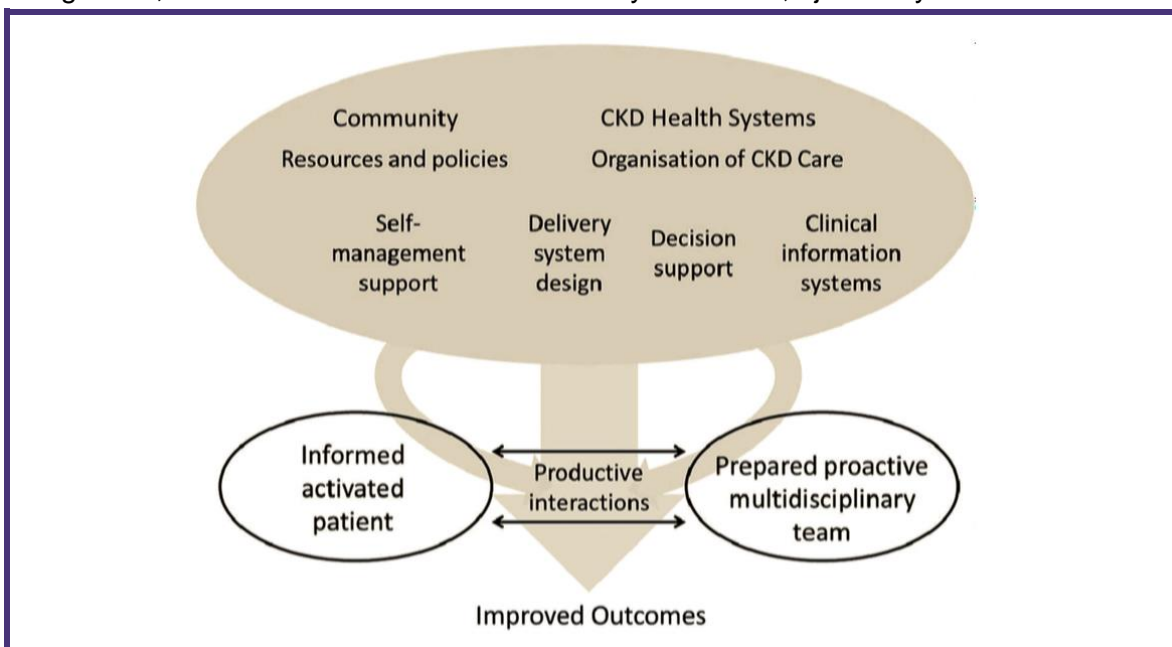 Community
CKD Health Systems
Resources and policies
Organisation of CKD Care
Self-
management
support
Delivery
system
design
Decision
support
Clinical
information
systems
Informed
activated
patient
Productive
interactions
Prepared proactive
multidisciplinary
team
Improved Outcomes